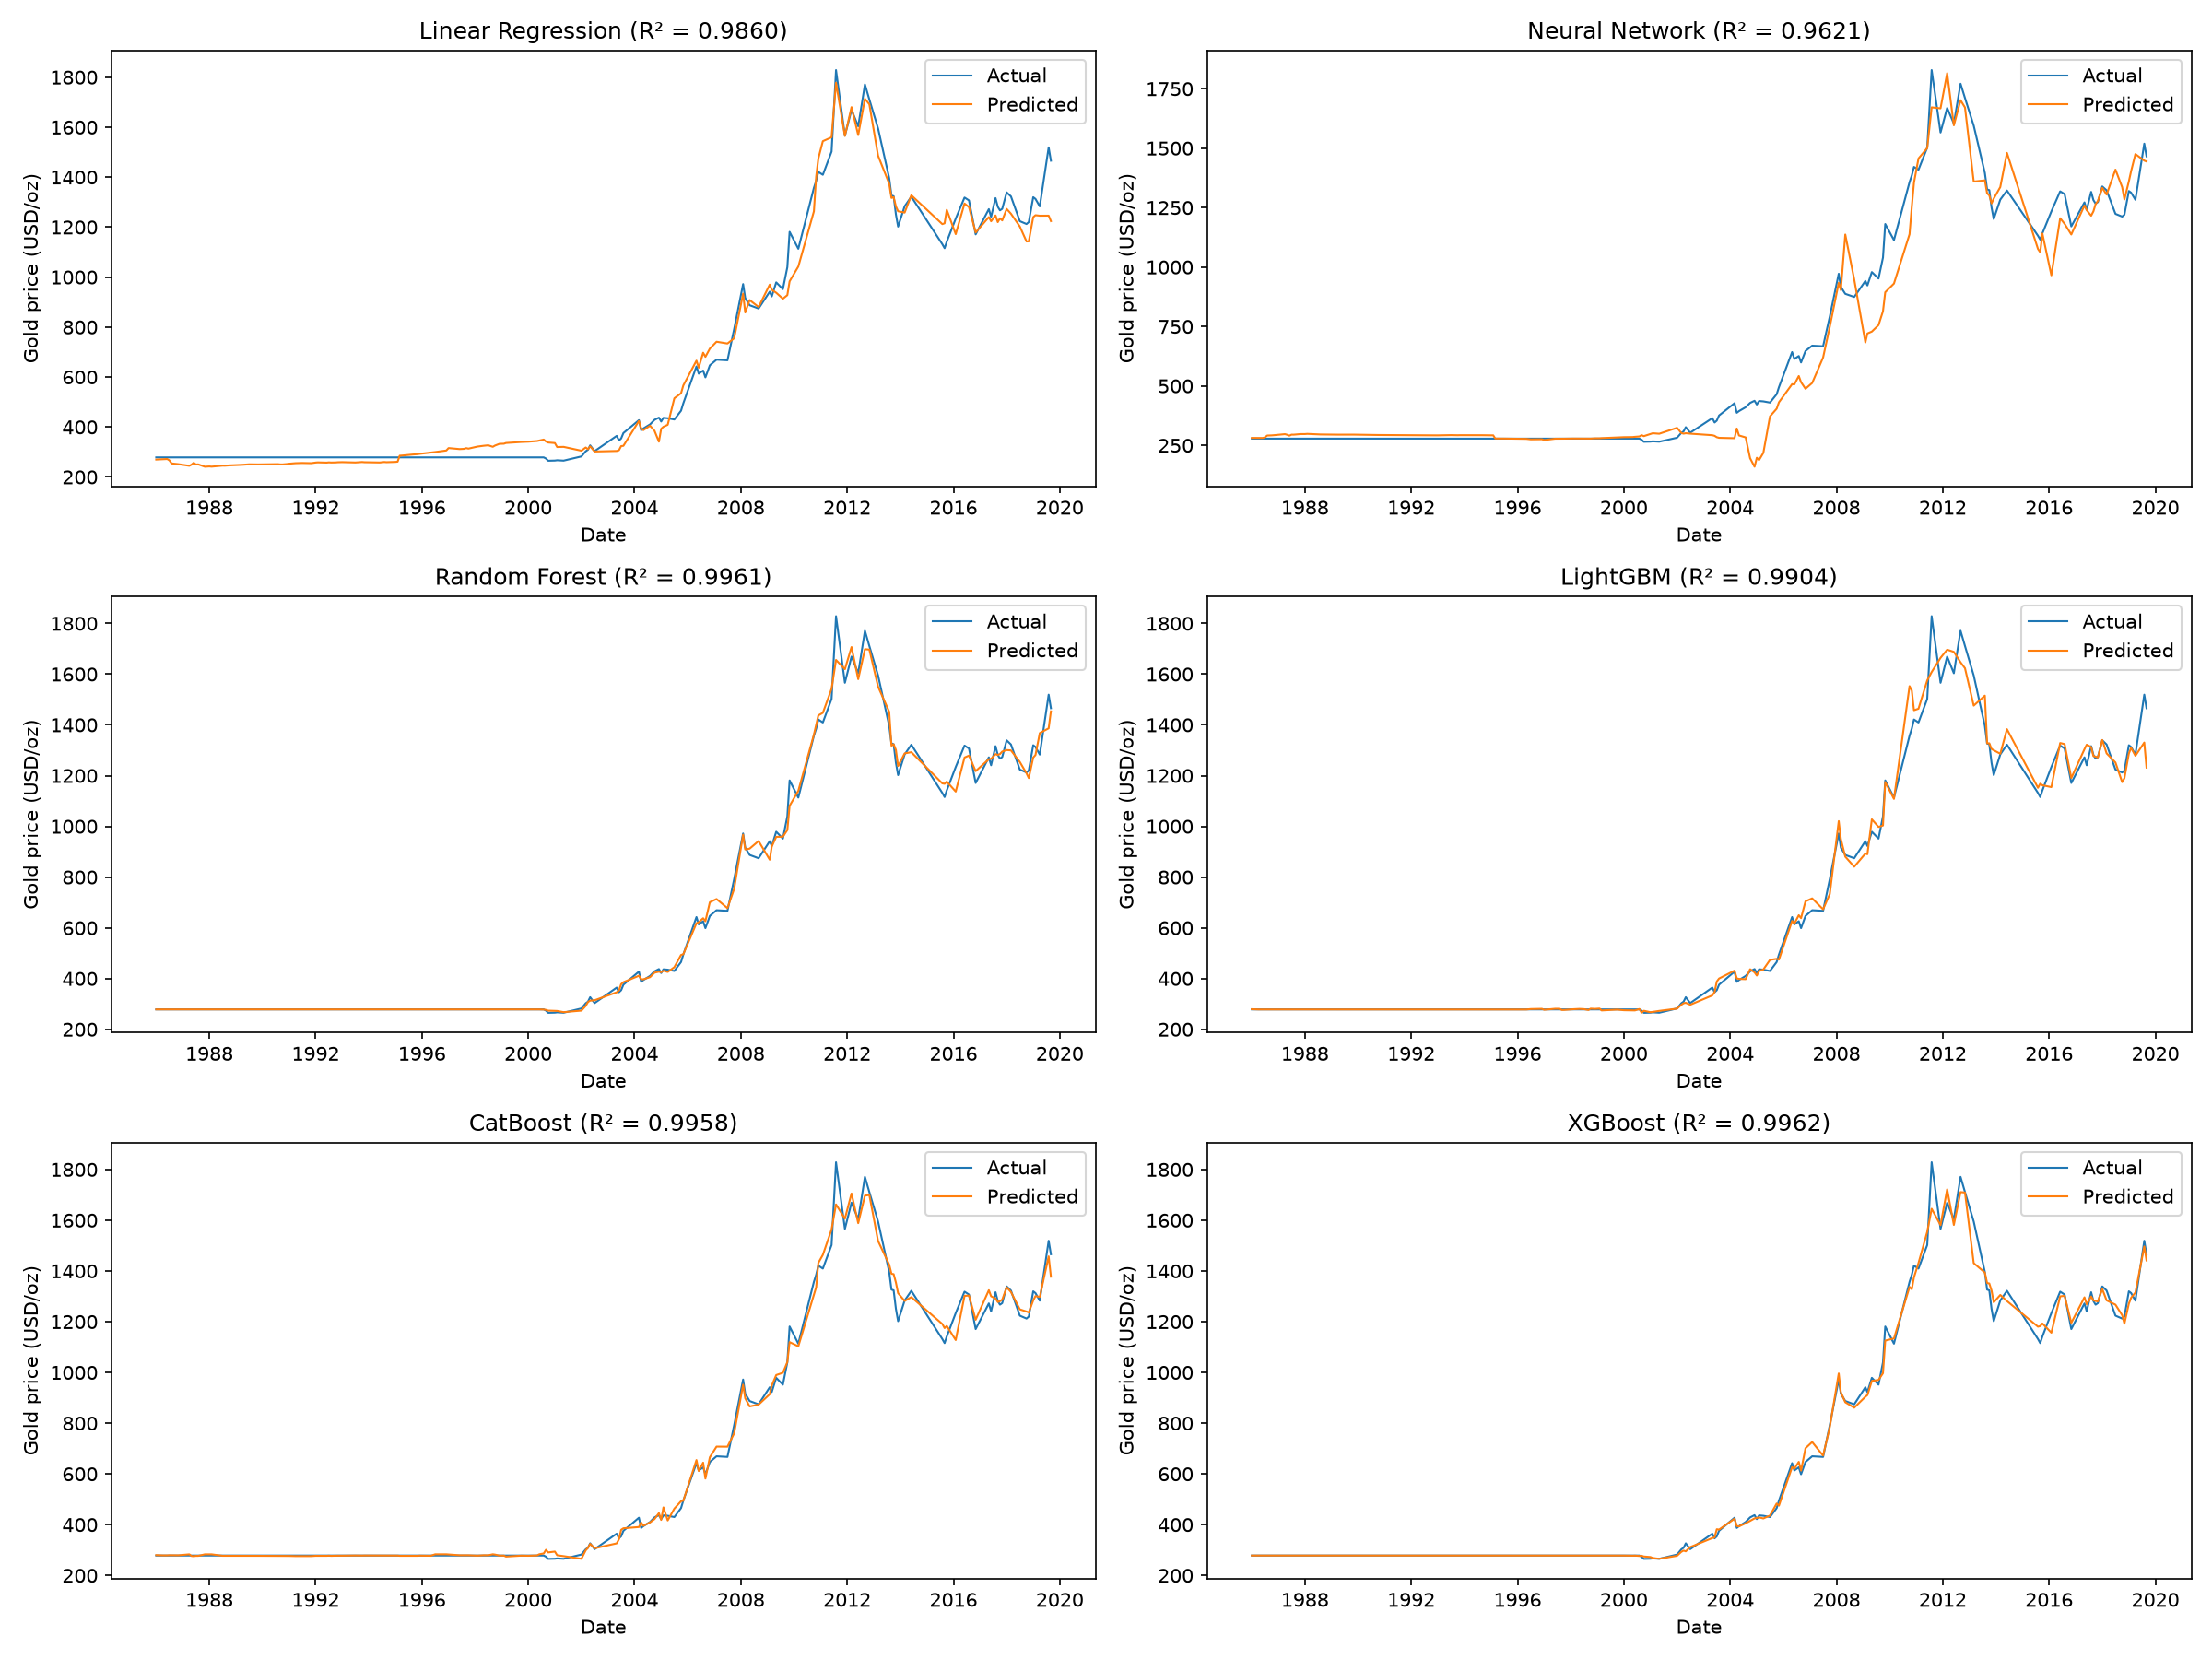 Linear Regression (R² = 0.9860)
Gold price (USD/oz)
1800
1600
1400
1200
1000
800
600
400
200
Actual
Predicted
1988 1992 1996 2000 2004 2008 2012 2016 2020
Date
Neural Network (R² = 0.9621)
Gold price (USD/oz)
1750
1500
1250
1000
750
500
250
Actual
Predicted
1988 1992 1996 2000 2004 2008 2012 2016 2020
Date
Random Forest (R² = 0.9961)
Gold price (USD/oz)
1800
1600
1400
1200
1000
800
600
400
200
Actual
Predicted
1988 1992 1996 2000 2004 2008 2012 2016 2020
Date
LightGBM (R² = 0.9904)
Gold price (USD/oz)
1800
1600
1400
1200
1000
800
600
400
200
Actual
Predicted
1988 1992 1996 2000 2004 2008 2012 2016 2020
Date
CatBoost (R² = 0.9958)
Gold price (USD/oz)
1800
1600
1400
1200
1000
800
600
400
200
Actual
Predicted
1988 1992 1996 2000 2004 2008 2012 2016 2020
Date
XGBoost (R² = 0.9962)
Gold price (USD/oz)
1800
1600
1400
1200
1000
800
600
400
200
Actual
Predicted
1988 1992 1996 2000 2004 2008 2012 2016 2020
Date